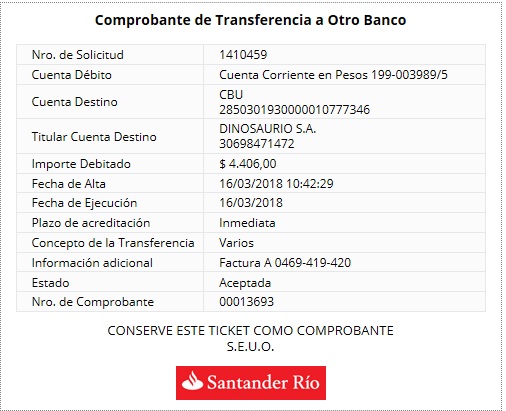 Comprobante de Transferencia a Otro Banco
Nro. de Solicitud 1410459
Cuenta Débito Cuenta Corriente en Pesos 199-003989/5
Cuenta Destino CBU
2850301930000010777346
Titular Cuenta Destino DINOSAURIO S.A.
30698471472
Importe Debitado $ 4.406,00
Fecha de Alta 16/03/2018 10:42:29
Fecha de Ejecución 16/03/2018
Plazo de acreditación Inmediata
Concepto de la Transferencia Varios
Información adicional Factura A 0469-419-420
Estado Aceptada
Nro. de Comprobante 00013693
CONSERVE ESTE TICKET COMO COMPROBANTE
S.E.U.O.
Santander Río